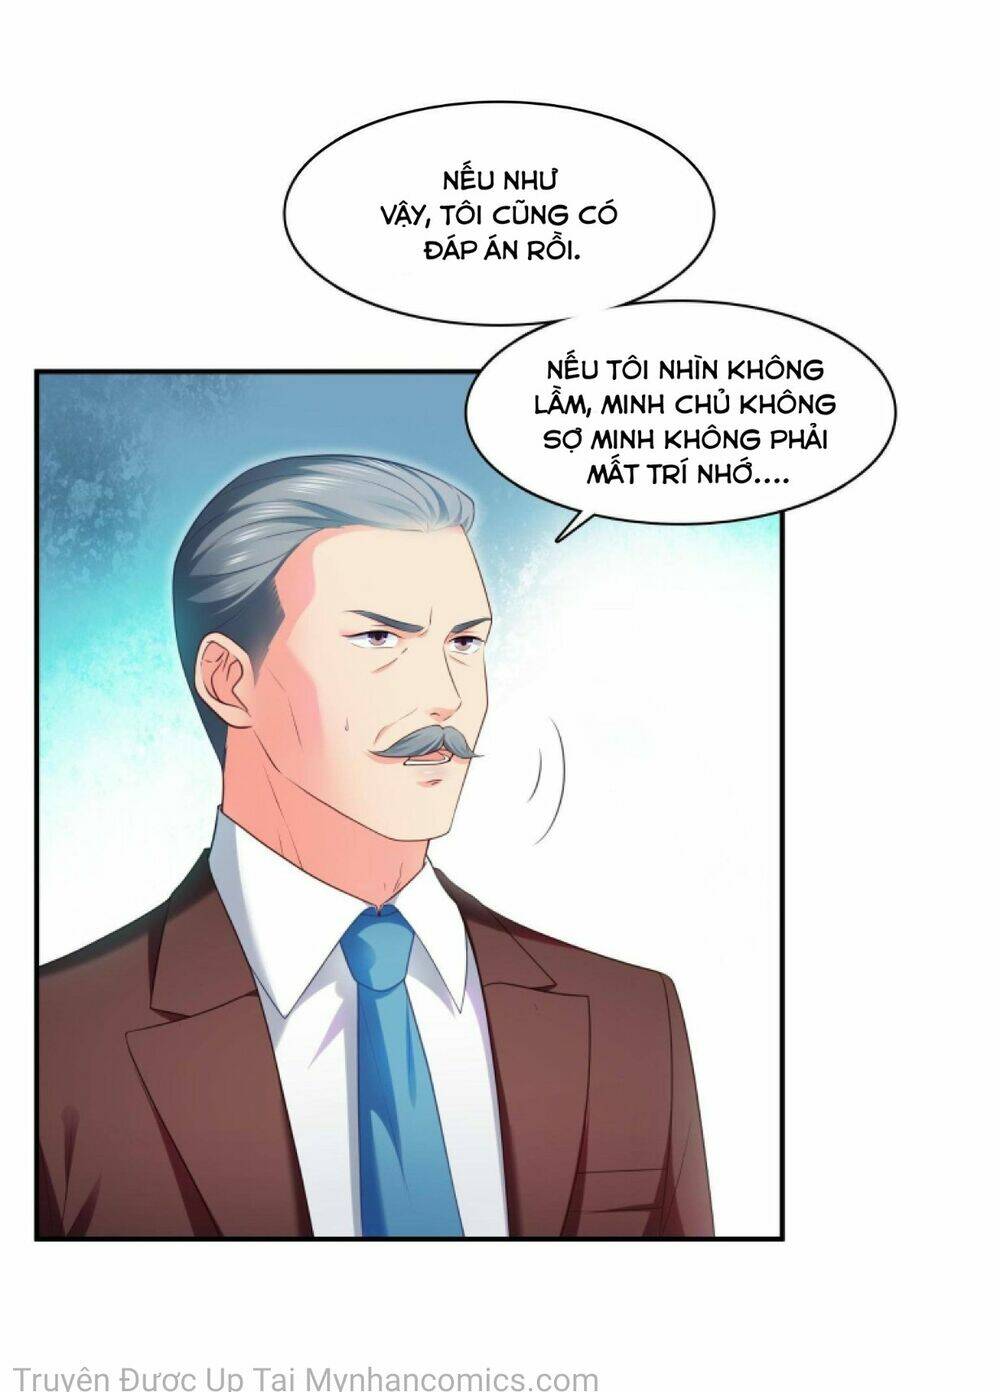 NẾU NHƯ
VẬY, TÔI CŨNG CÓ
ĐÁP ÁN RỒI.
NẾU TÔI NHÌN KHÔNG
LẦM, MINH CHỦ KHÔNG
SỢ MINH KHÔNG PHẢI
MẤT TRÍ NHỚ....
Truyện Được Up Tại Mynhancomics.com